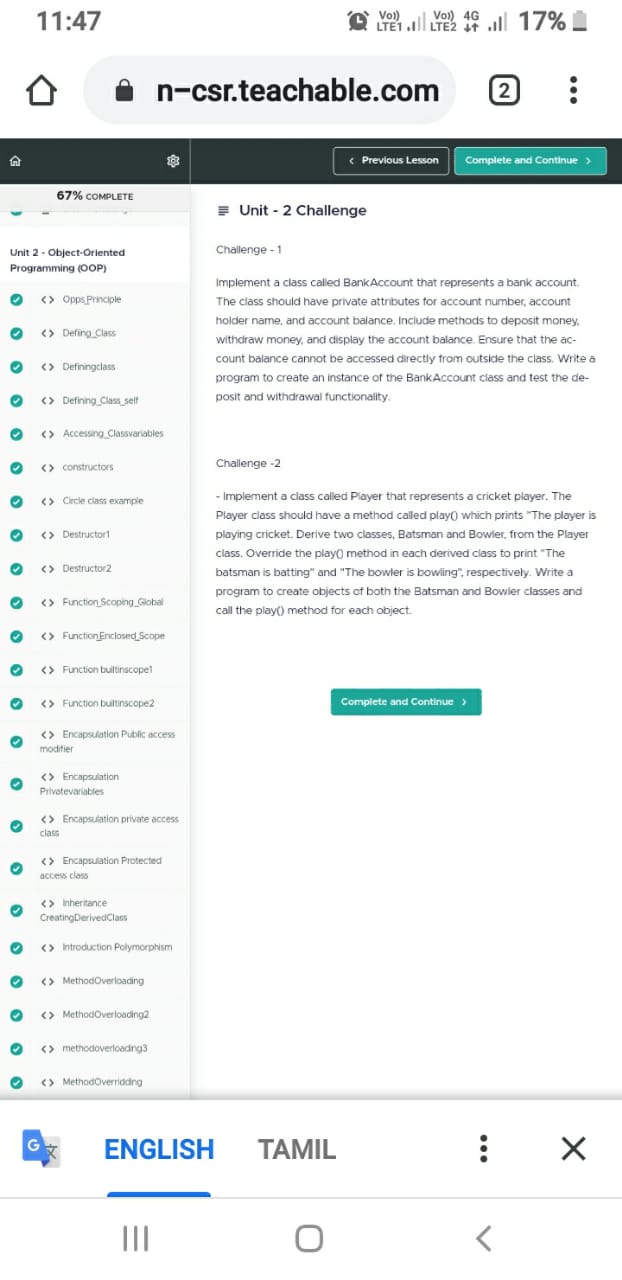 11:47
Vo))
LTE1
Vo)) 4G
LTE2
17%
n-csr.teachable.com
2
Previous Lesson
Complete and Continue
67% COMPLETE
Unit - 2 Challenge
Unit 2 - Object-Oriented
Programming (OOP)
Opps_Principle
Defiing_Class
Definingclass
Defining_Class_self
Accessing_Classvariables
constructors
Circle class example
Destructor1
Destructor2
Function_Scoping_Global
Function_Enclosed_Scope
Function builtinscope1
Function builtinscope2
Encapsulation Public access
modifier
Encapsulation
Privatevariables
Encapsulation private access
class
Encapsulation Protected
access class
Inheritance
CreatingDerivedClass
Introduction Polymorphism
MethodOverloading
MethodOverloading2
methodoverloading3
MethodOverridding
Challenge - 1
Implement a class called BankAccount that represents a bank account.
The class should have private attributes for account number, account
holder name, and account balance. Include methods to deposit money,
withdraw money, and display the account balance. Ensure that the ac-
count balance cannot be accessed directly from outside the class. Write a
program to create an instance of the BankAccount class and test the de-
posit and withdrawal functionality.
Challenge -2
- Implement a class called Player that represents a cricket player. The
Player class should have a method called play() which prints "The player is
playing cricket. Derive two classes, Batsman and Bowler, from the Player
class. Override the play() method in each derived class to print "The
batsman is batting" and "The bowler is bowling", respectively. Write a
program to create objects of both the Batsman and Bowler classes and
call the play() method for each object.
Complete and Continue
G 文
ENGLISH
TAMIL